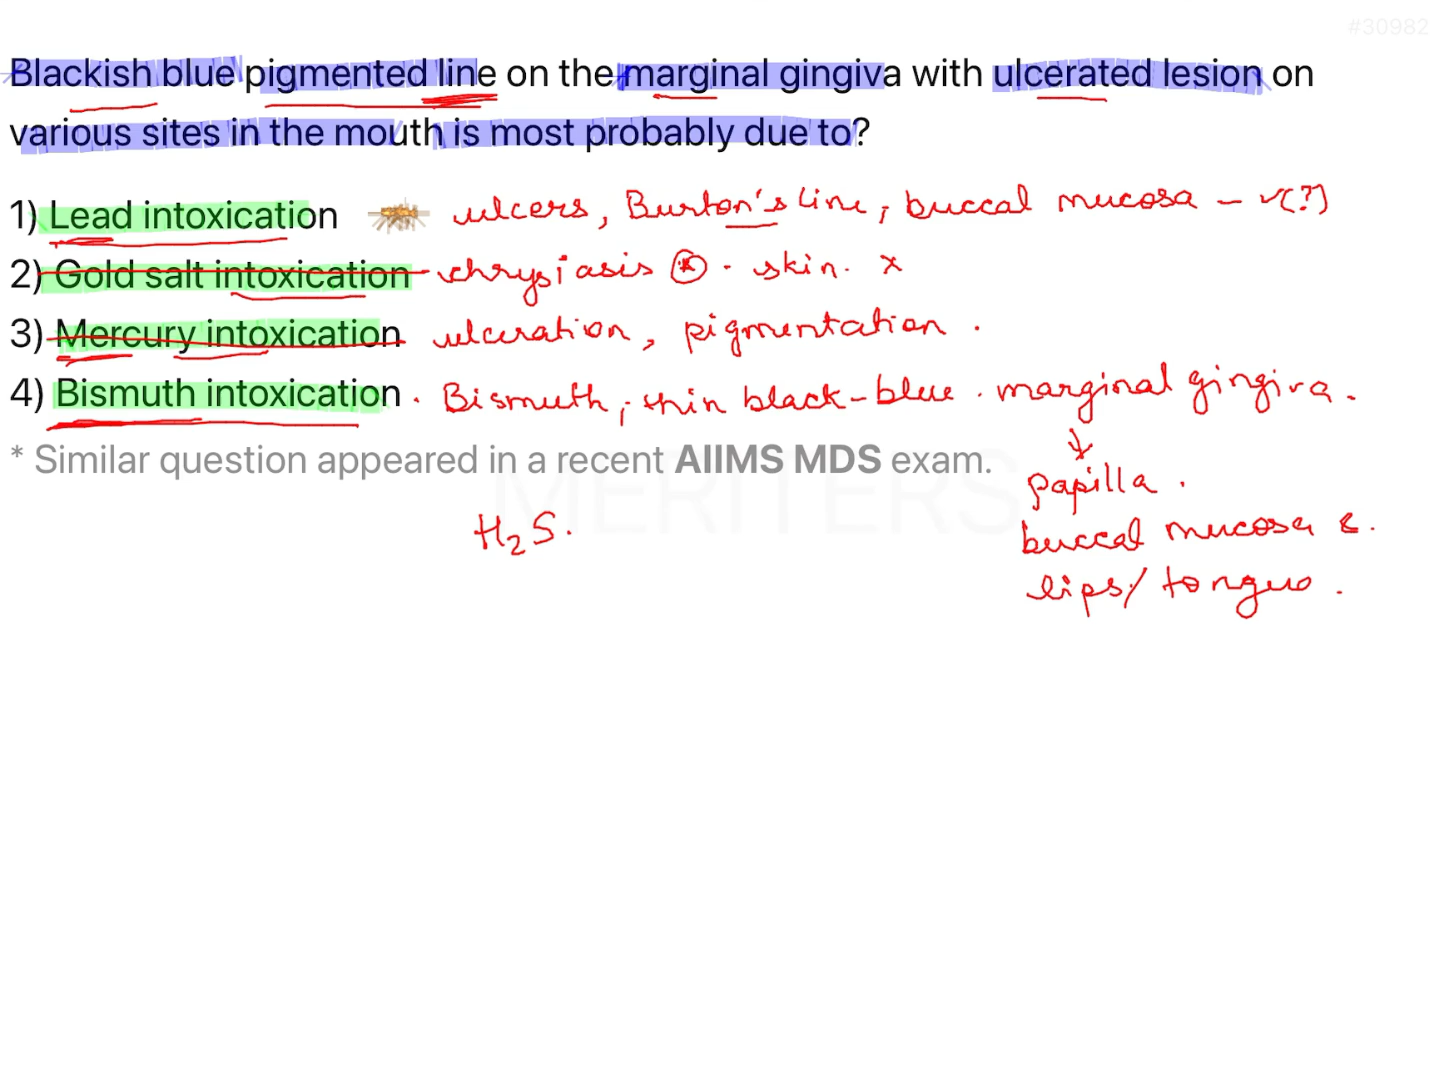 #30982
Blackish blue pigmented line on the marginal gingiva with ulcerated lesion on
various sites in the mouth is most probably due to?
1) Lead intoxication ulcers, Burton's line, buccal mucosa - ✓(?)
2) Gold salt intoxication - chrysiasis * . skin. x
3) Mercury intoxication ulceration, pigmentation .
4) Bismuth intoxication . Bismuth, thin black-blue . marginal gingiva .
↓
* Similar question appeared in a recent AIIMS MDS exam.
papilla .
MERITERS
H₂S.
buccal mucosa &.
lips/tongue .